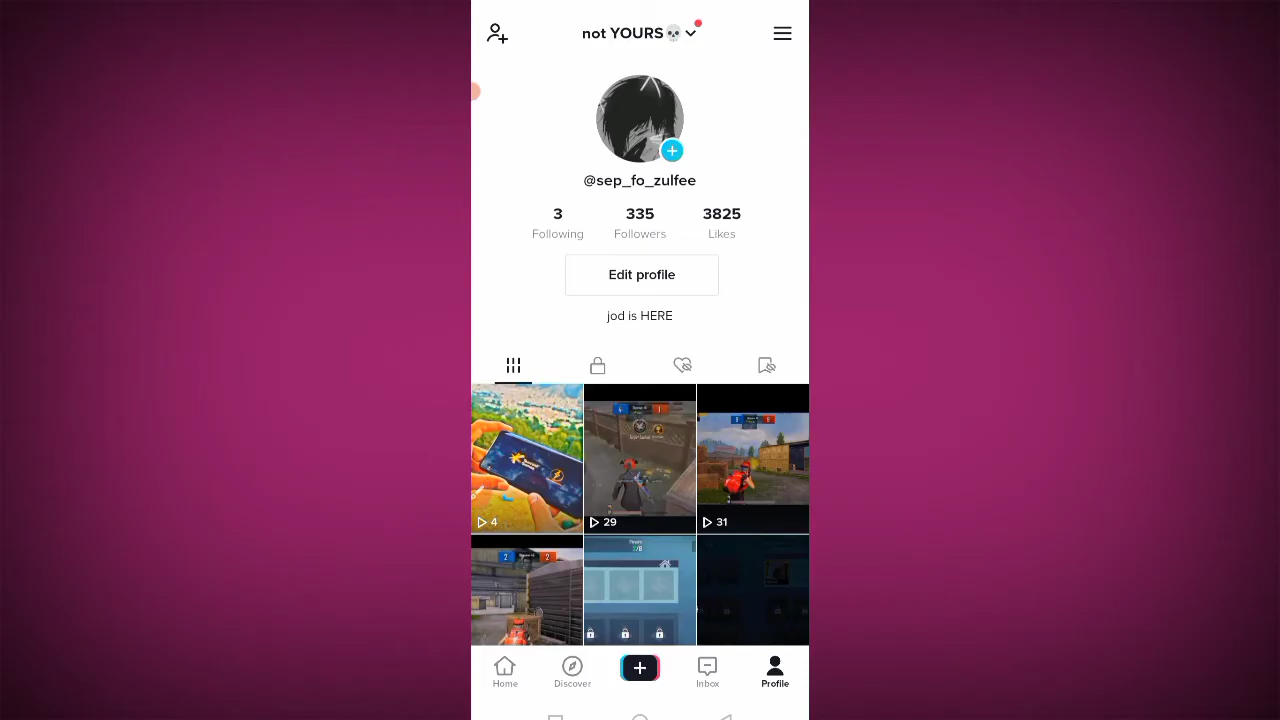 not YOURS💀
@sep_fo_zulfee
3 335 3825
Following Followers Likes
Edit profile
jod is HERE
4 29 31
Home Discover Inbox Profile